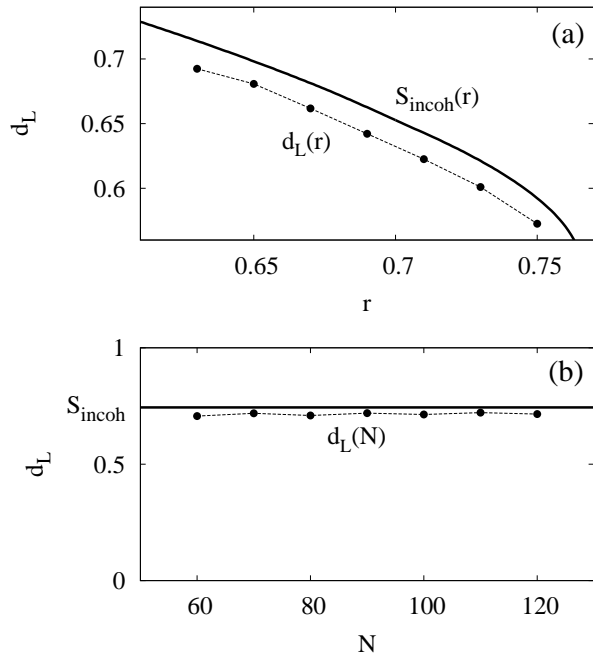 (a)
0.7
0.65
0.6
d_L
S_incoh(r)
d_L(r)
0.65 0.7 0.75
r
(b)
1
S_incoh
0.5
0
d_L
d_L(N)
60 80 100 120
N